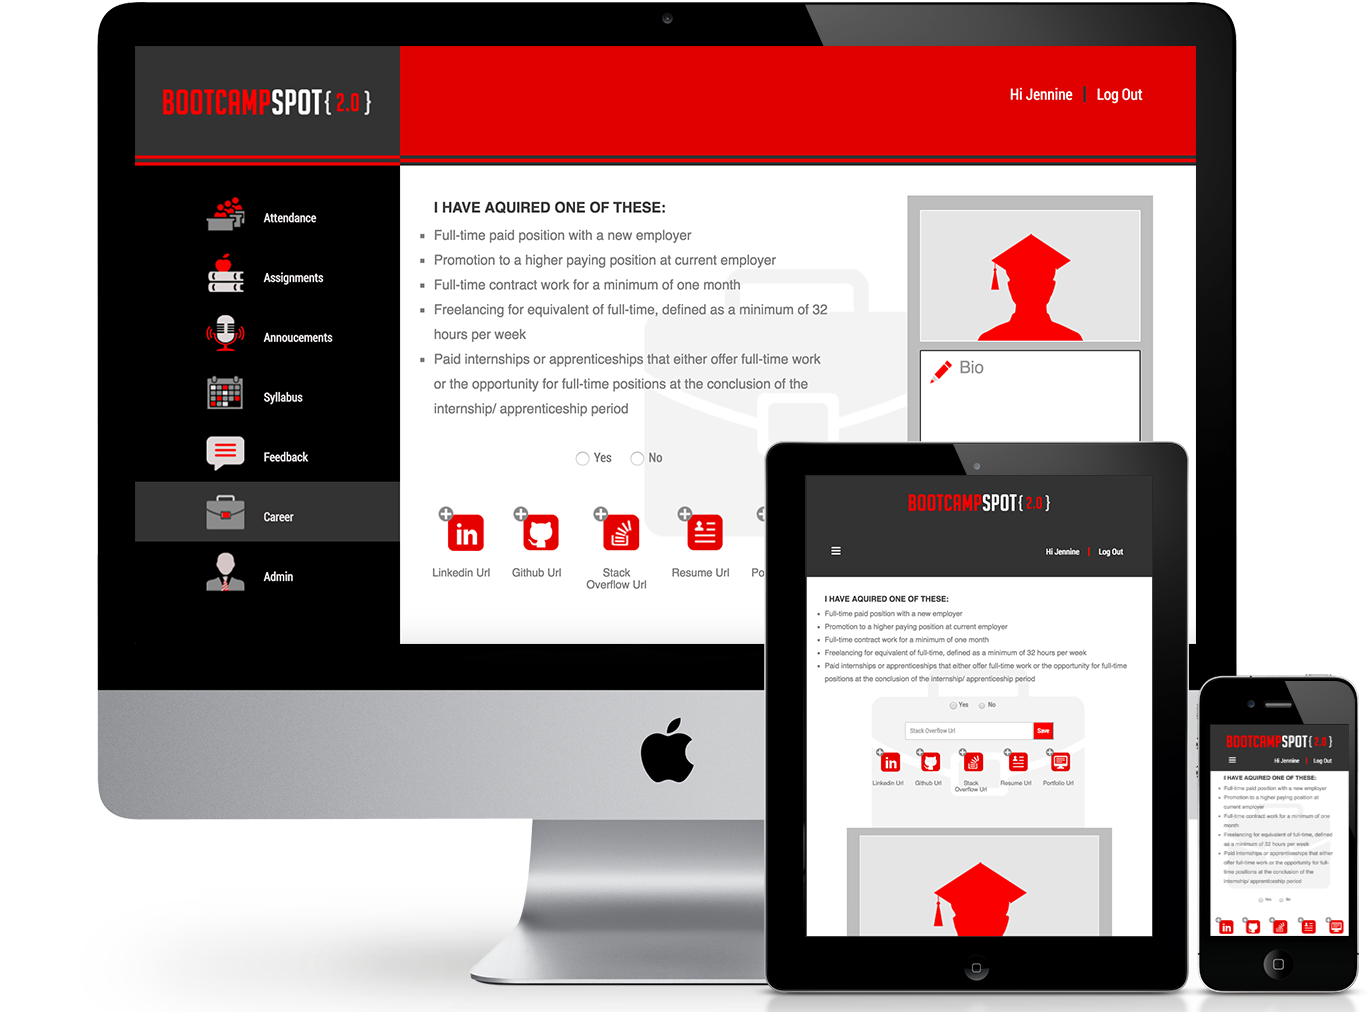 BOOTCAMPSPOT{ 2.0 }
Hi Jennine | Log Out
Attendance
Assignments
Annoucements
Syllabus
Feedback
Career
Admin
I HAVE AQUIRED ONE OF THESE:
Full-time paid position with a new employer
Promotion to a higher paying position at current employer
Full-time contract work for a minimum of one month
Freelancing for equivalent of full-time, defined as a minimum of 32
hours per week
Paid internships or apprenticeships that either offer full-time work
or the opportunity for full-time positions at the conclusion of the
internship/ apprenticeship period
Yes No
in
Linkedin Url Github Url Stack Resume Url Po
Overflow Url
Bio
BOOTCAMPSPOT{ 2.0 }
Hi Jennine | Log Out
I HAVE AQUIRED ONE OF THESE:
Full-time paid position with a new employer
Promotion to a higher paying position at current employer
Full-time contract work for a minimum of one month
Freelancing for equivalent of full-time, defined as a minimum of 32 hours per week
Paid internships or apprenticeships that either offer full-time work or the opportunity for full-time
positions at the conclusion of the internship/ apprenticeship period
Yes No
Stack Overflow Url Save
in
Linkedin Url Github Url Stack Resume Url Portfolio Url
Overflow Url
BOOTCAMPSPOT{ 2.0 }
Hi Jennine | Log Out
I HAVE AQUIRED ONE OF THESE:
Full-time paid position with a new employer
Promotion to a higher paying position at
current employer
Full-time contract work for a minimum of one
month
Freelancing for equivalent of full-time, defined
as a minimum of 32 hours per week
Paid internships or apprenticeships that either
offer full-time work or the opportunity for full-
time positions at the conclusion of the
internship/ apprenticeship period
Yes No
in